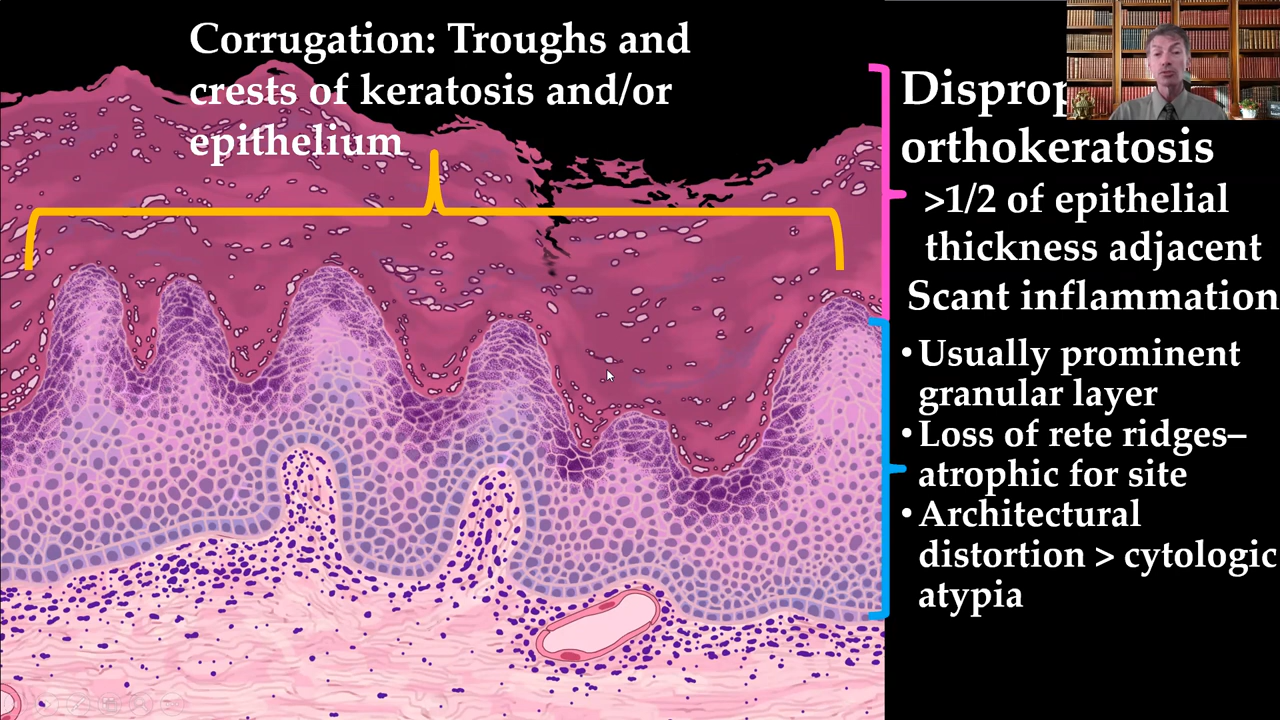 Corrugation: Troughs and
crests of keratosis and/or
epithelium
orthokeratosis
>1/2 of epithelial
thickness adjacent
Scant inflammation
• Usually prominent
granular layer
• Loss of rete ridges–
atrophic for site
• Architectural
distortion > cytologic
atypia